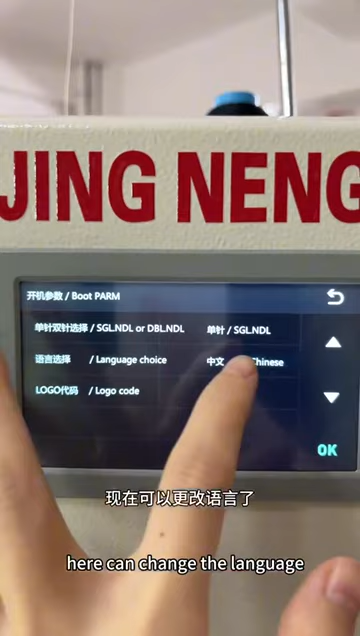 JING NENG
开机参数 / Boot PARM
单针双针选择 / SGL.NDL or DBL.NDL 单针 / SGL.NDL
语言选择 / Language choice 中文 Chinese
LOGO代码 / Logo code
OK
现在可以更改语言了
here can change the language